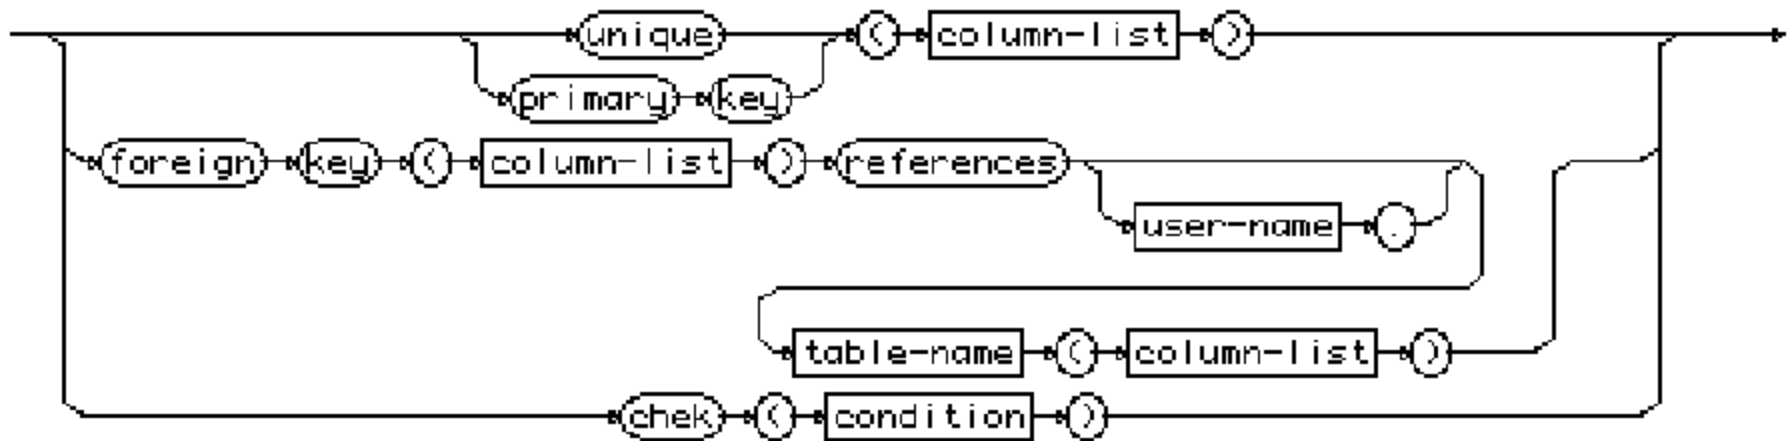 unique ( column-list )
primary key
foreign key ( column-list ) references
user-name .
table-name ( column-list )
chek ( condition )